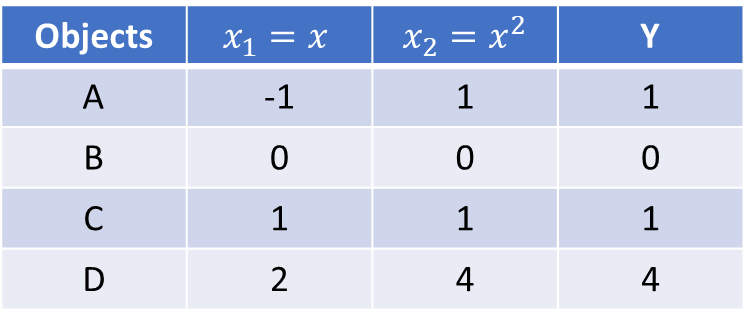 Objects x₁ = x x₂ = x² Y
A -1 1 1
B 0 0 0
C 1 1 1
D 2 4 4